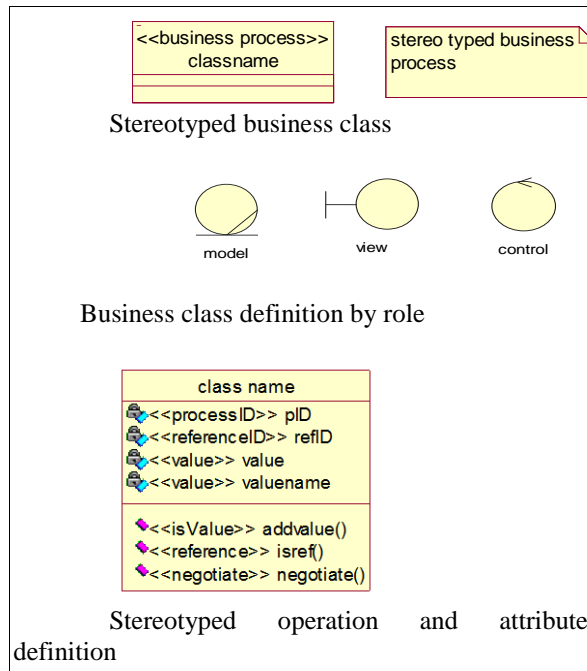 <<business process>>
classname
stereo typed business
process
Stereotyped business class
model
view
control
Business class definition by role
class name
<<processID>> pID
<<referenceID>> refID
<<value>> value
<<value>> valuename
<<isValue>> addvalue()
<<reference>> isref()
<<negotiate>> negotiate()
Stereotyped operation and attribute
definition